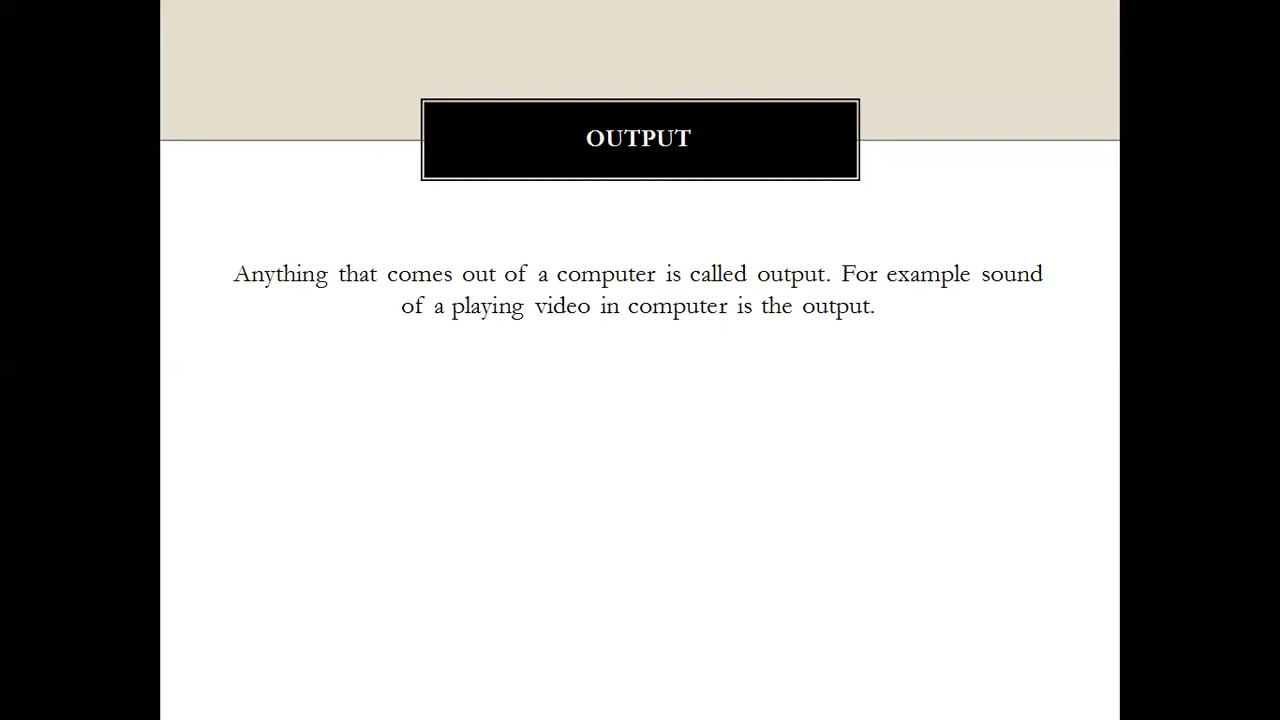 OUTPUT
Anything that comes out of a computer is called output. For example sound
of a playing video in computer is the output.